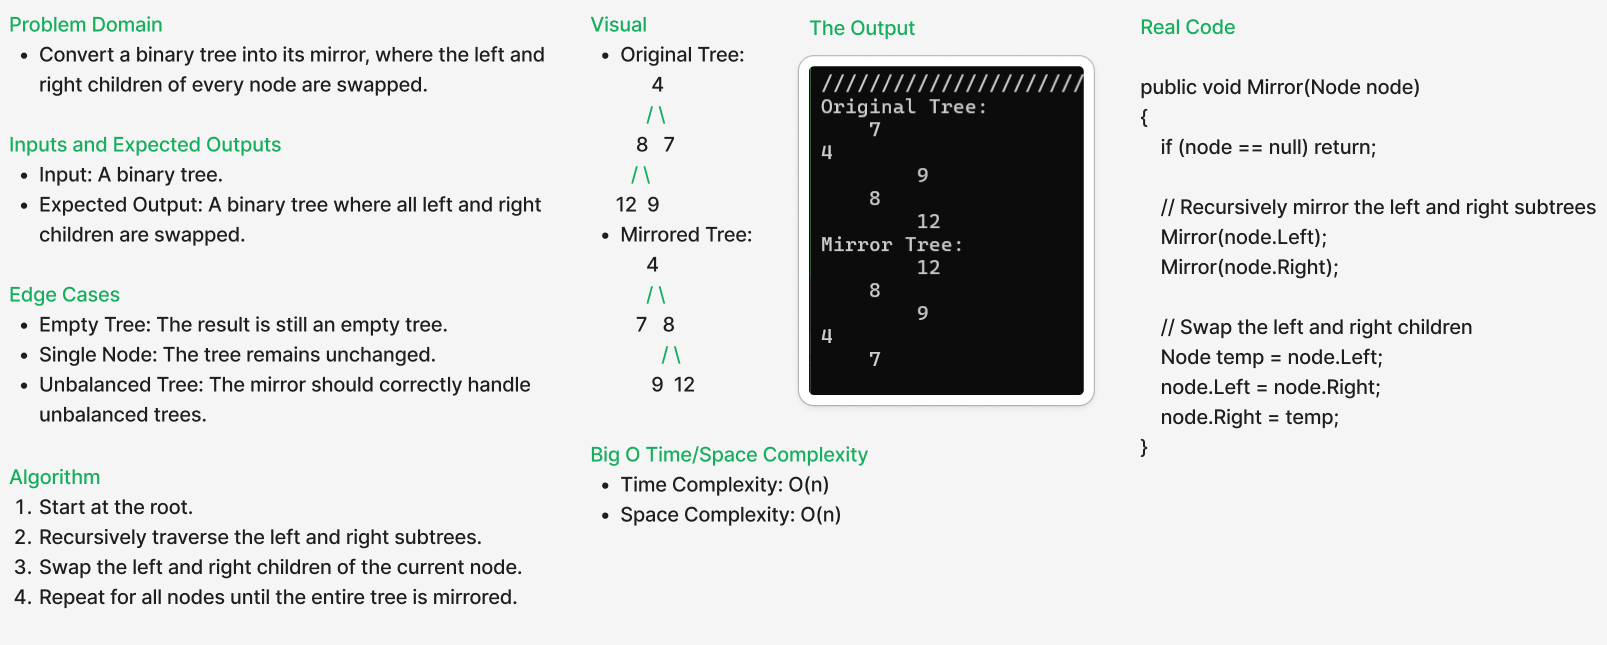 Problem Domain
• Convert a binary tree into its mirror, where the left and
right children of every node are swapped.
Inputs and Expected Outputs
• Input: A binary tree.
• Expected Output: A binary tree where all left and right
children are swapped.
Edge Cases
• Empty Tree: The result is still an empty tree.
• Single Node: The tree remains unchanged.
• Unbalanced Tree: The mirror should correctly handle
unbalanced trees.
Algorithm
1. Start at the root.
2. Recursively traverse the left and right subtrees.
3. Swap the left and right children of the current node.
4. Repeat for all nodes until the entire tree is mirrored.
Visual
• Original Tree:
4
/ \
8 7
/ \
12 9
• Mirrored Tree:
4
/ \
7 8
/ \
9 12
Big O Time/Space Complexity
• Time Complexity: O(n)
• Space Complexity: O(n)
The Output
//////////////////////
Original Tree:
7
4
9
8
12
Mirror Tree:
12
8
9
4
7
Real Code
public void Mirror(Node node)
{
if (node == null) return;
// Recursively mirror the left and right subtrees
Mirror(node.Left);
Mirror(node.Right);
// Swap the left and right children
Node temp = node.Left;
node.Left = node.Right;
node.Right = temp;
}